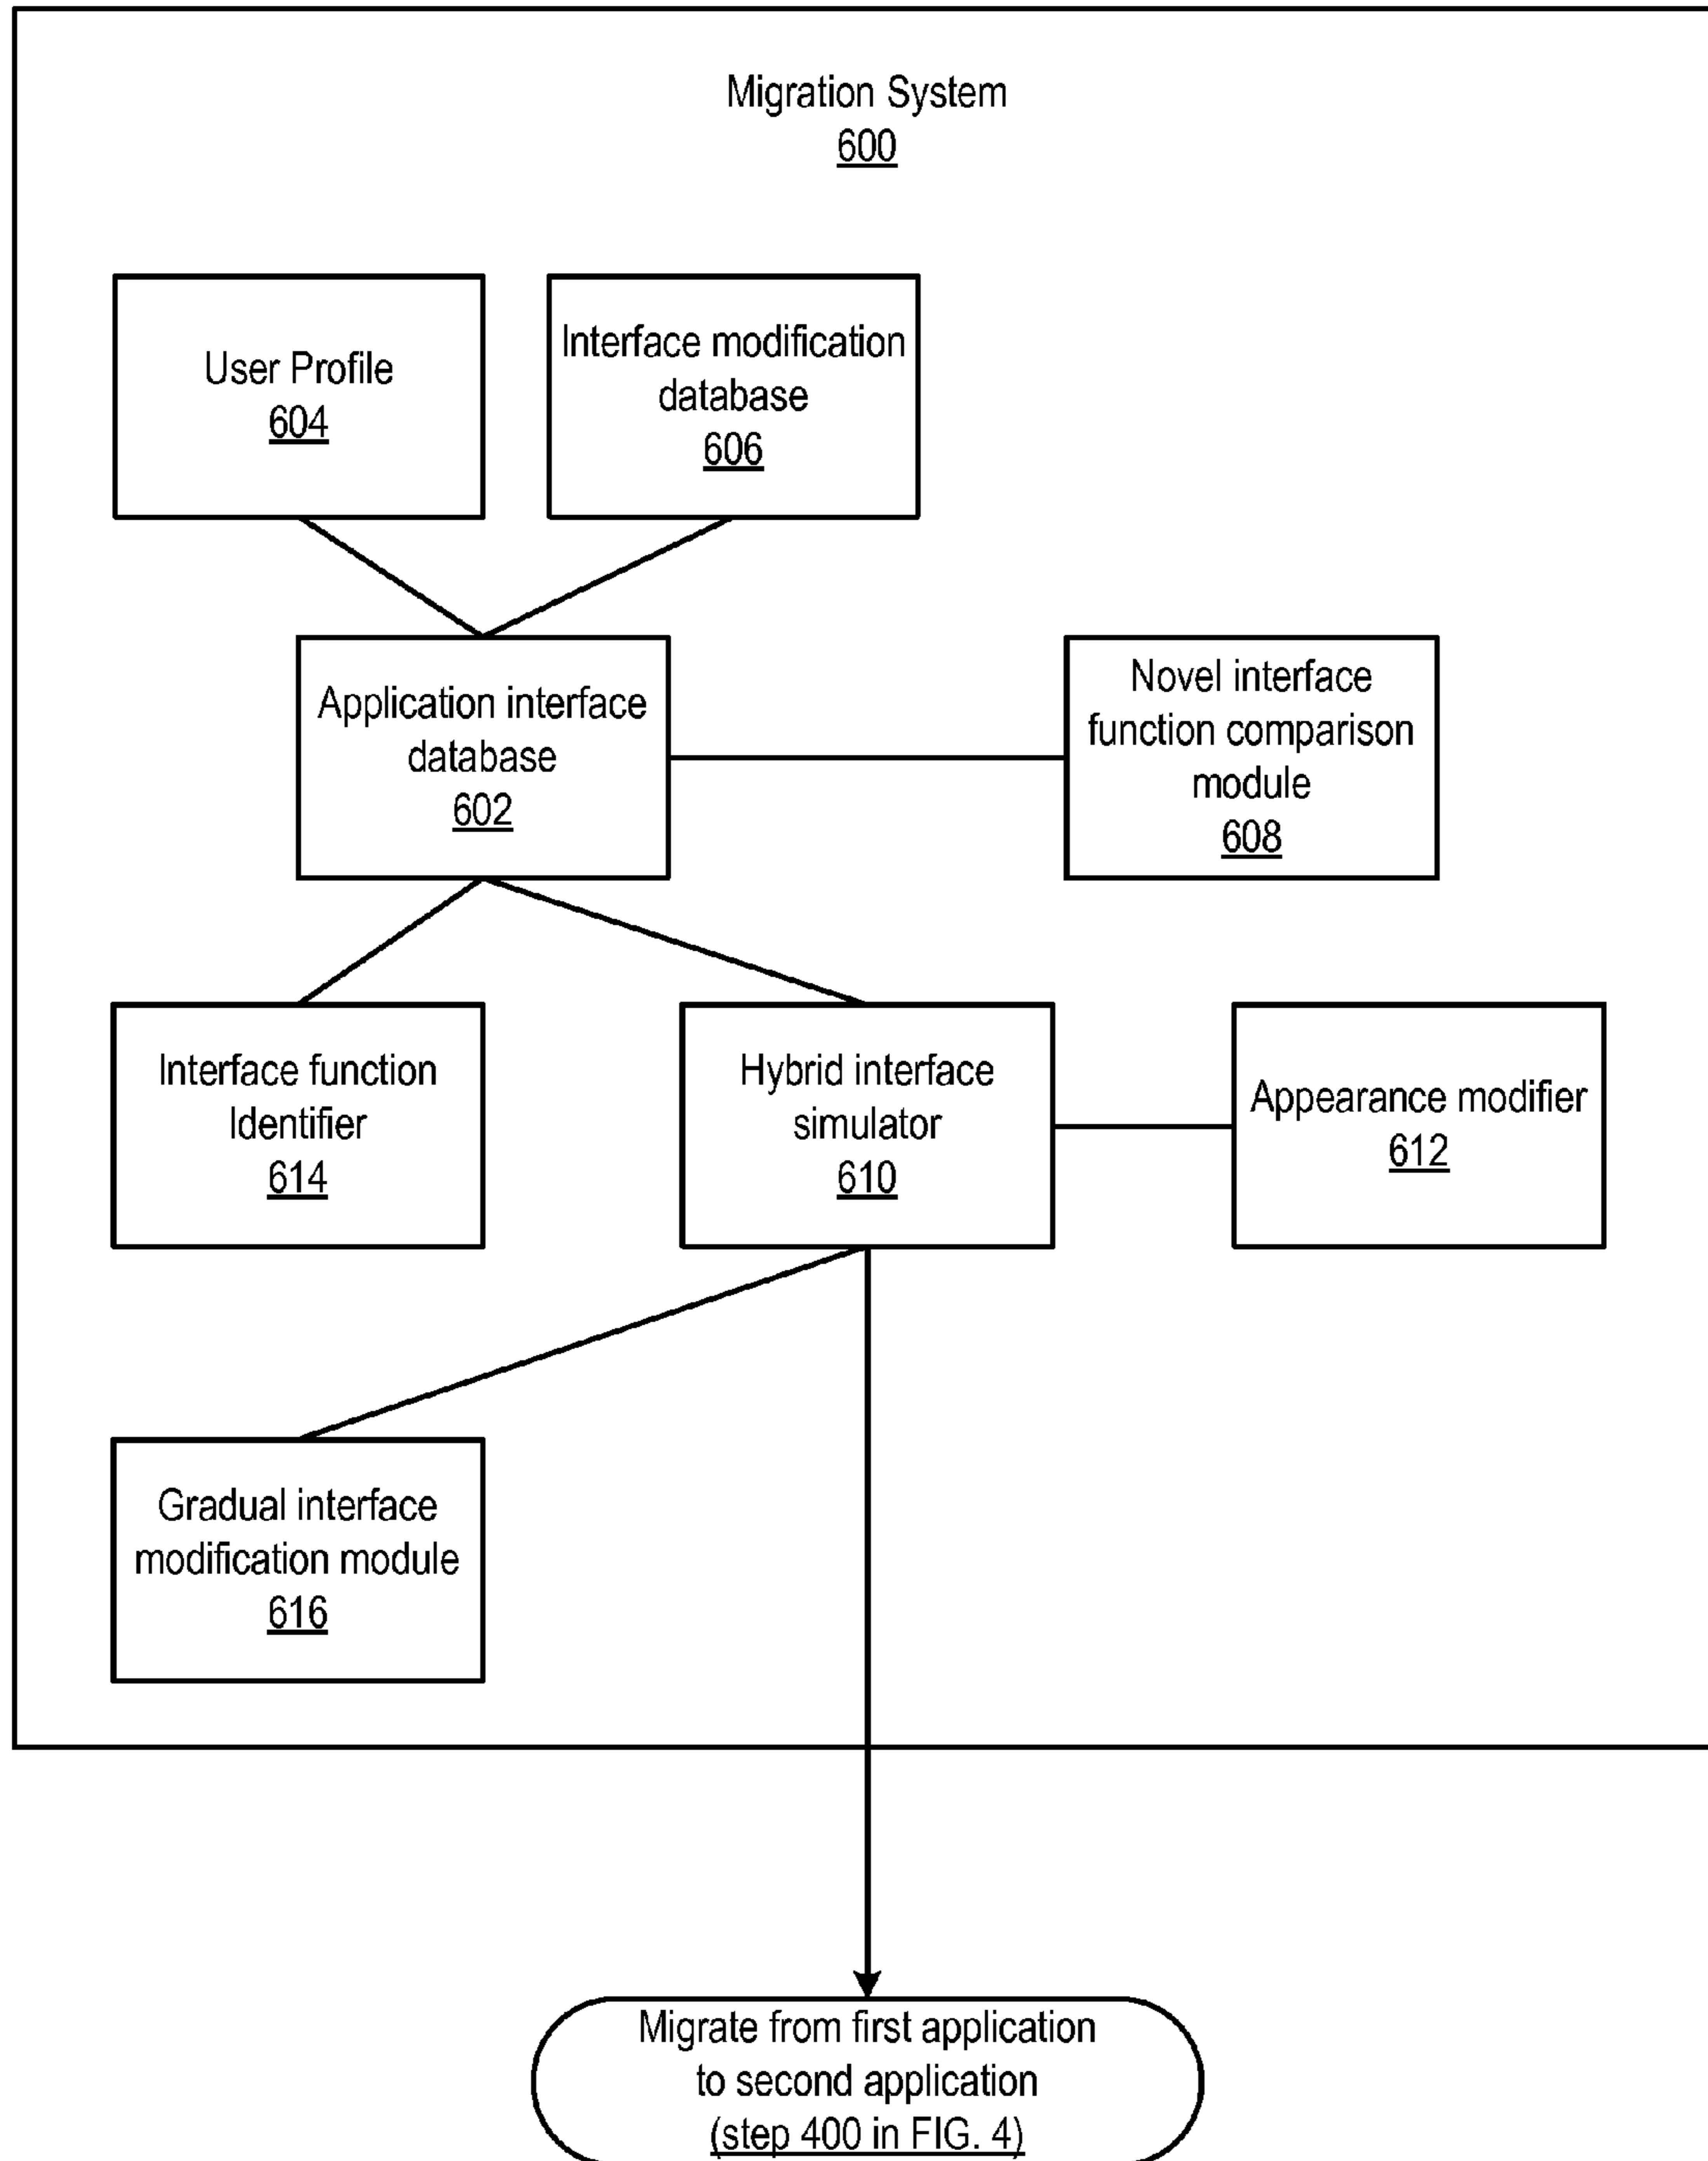 Migration System
600
User Profile
604
Interface modification
database
606
Application interface
database
602
Novel interface
function comparison
module
608
Interface function
Identifier
614
Hybrid interface
simulator
610
Appearance modifier
612
Gradual interface
modification module
616
Migrate from first application
to second application
(step 400 in FIG. 4)